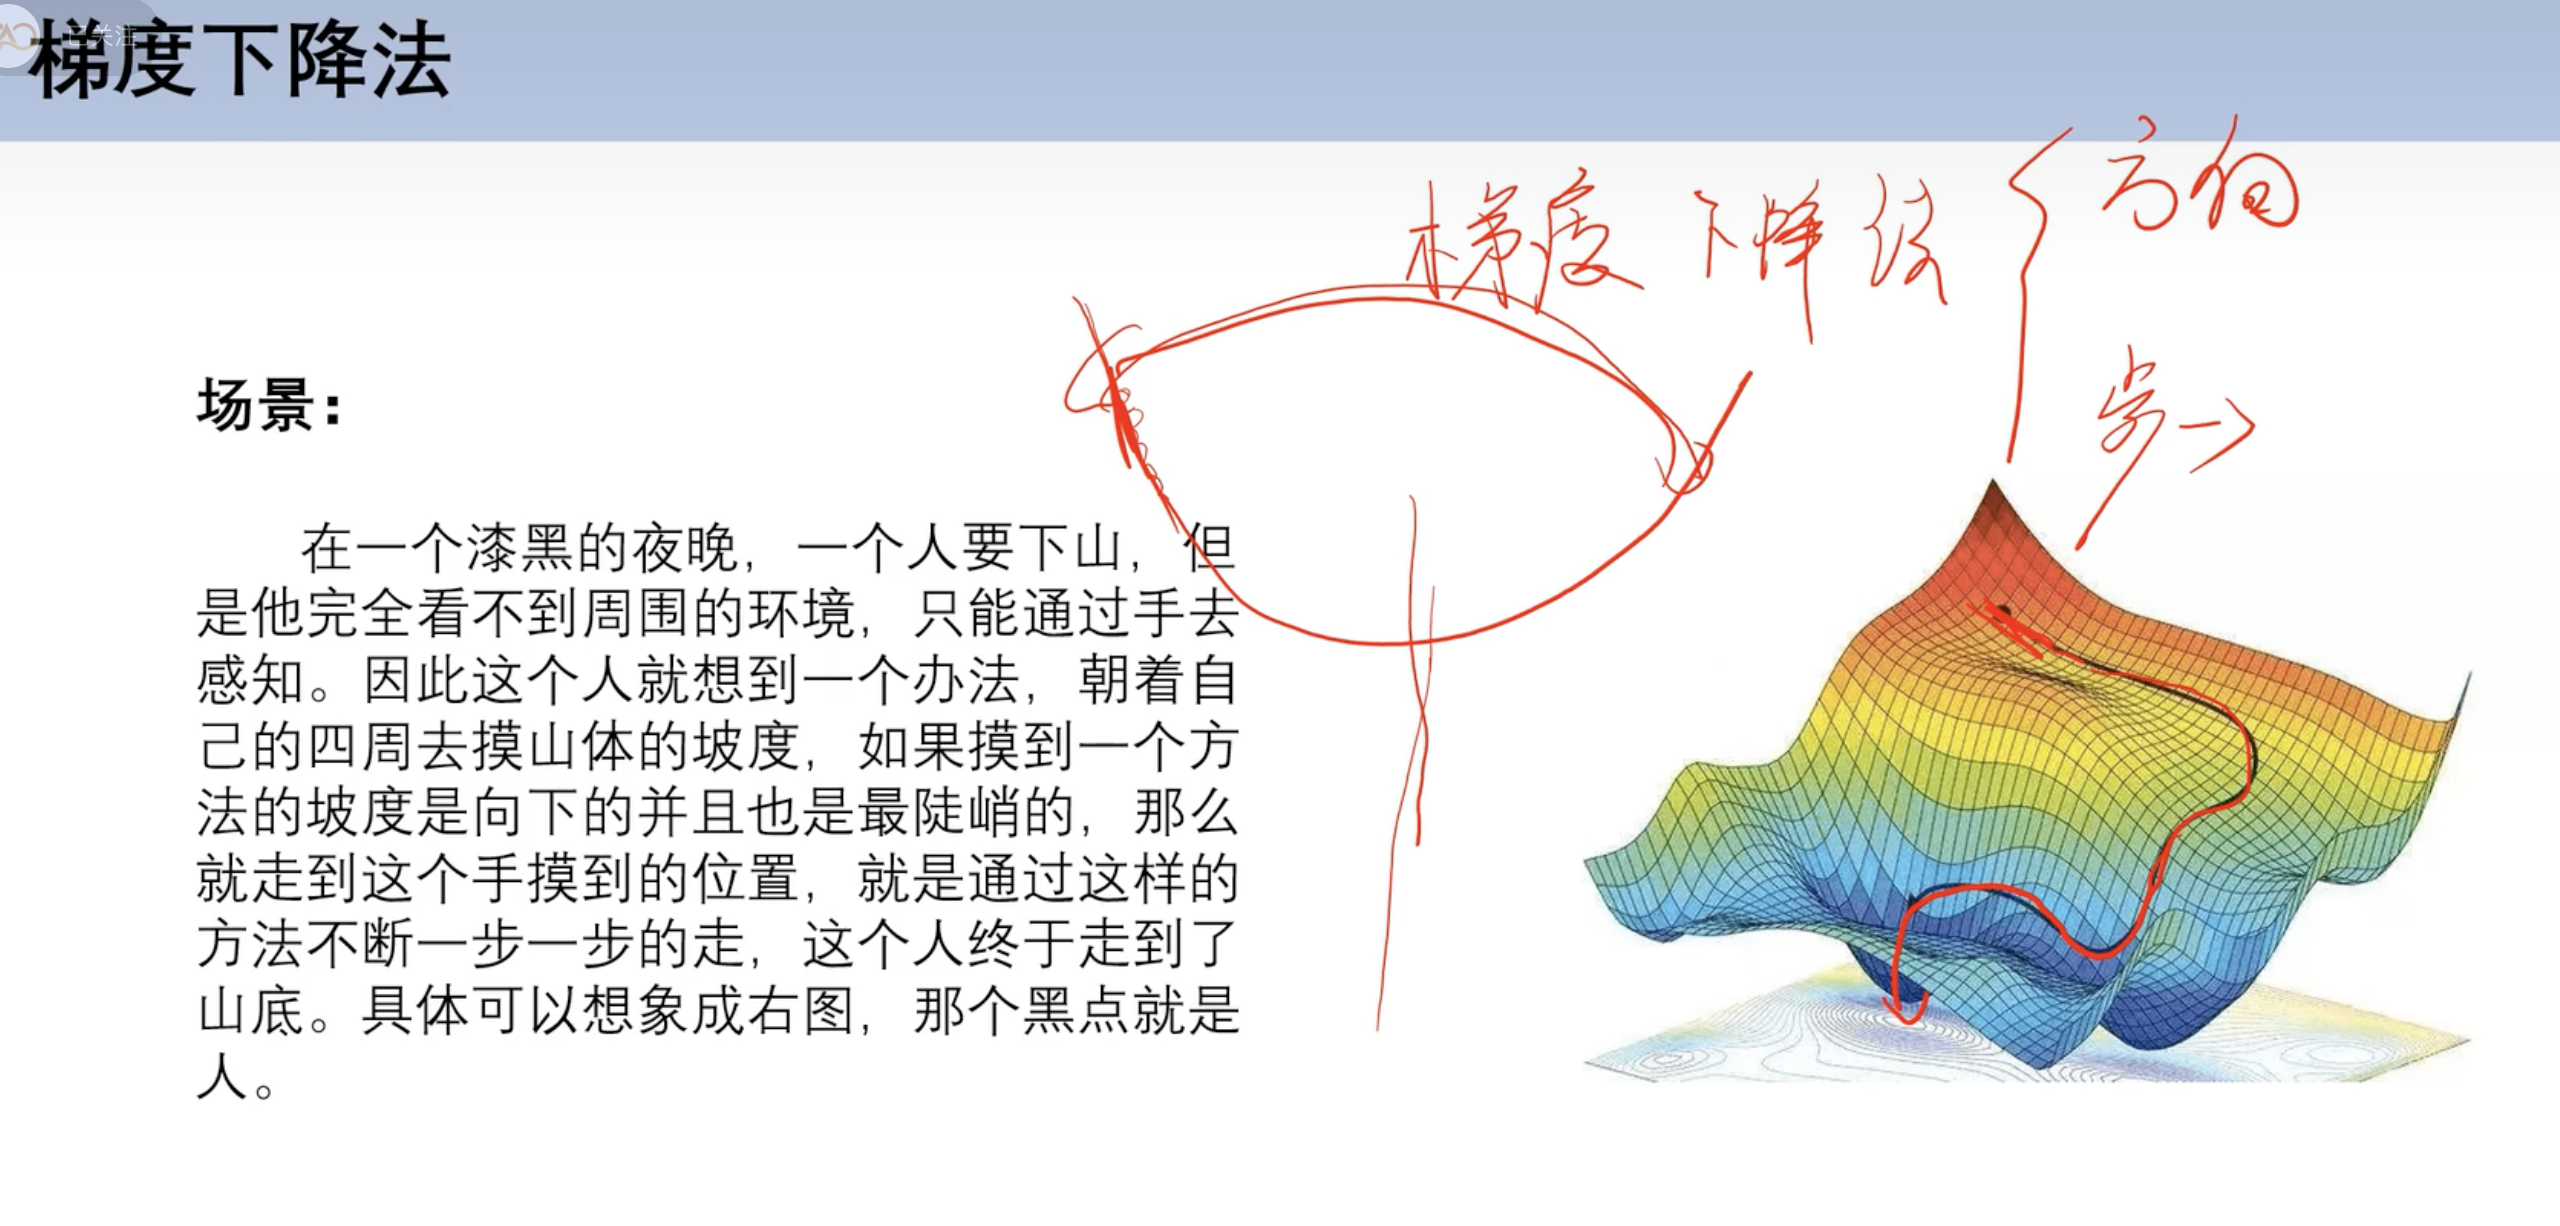 已关注
梯度下降法
梯度下降法
方向
步
场景:
在一个漆黑的夜晚,一个人要下山,但
是他完全看不到周围的环境,只能通过手去
感知。因此这个人就想到一个办法,朝着自
己的四周去摸山体的坡度,如果摸到一个方
法的坡度是向下的并且也是最陡峭的,那么
就走到这个手摸到的位置,就是通过这样的
方法不断一步一步的走,这个人终于走到了
山底。具体可以想象成右图,那个黑点就是
人。